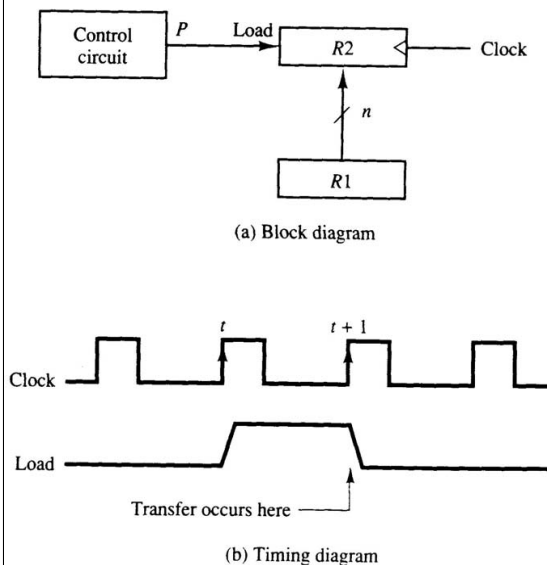 Control
circuit
P
Load
R2
Clock
n
R1
(a) Block diagram
t
t + 1
Clock
Load
Transfer occurs here
(b) Timing diagram